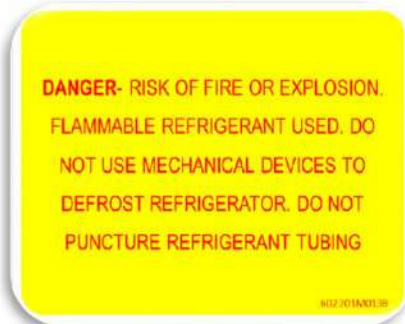 DANGER- RISK OF FIRE OR EXPLOSION.
FLAMMABLE REFRIGERANT USED. DO
NOT USE MECHANICAL DEVICES TO
DEFROST REFRIGERATOR. DO NOT
PUNCTURE REFRIGERANT TUBING
602301M0138